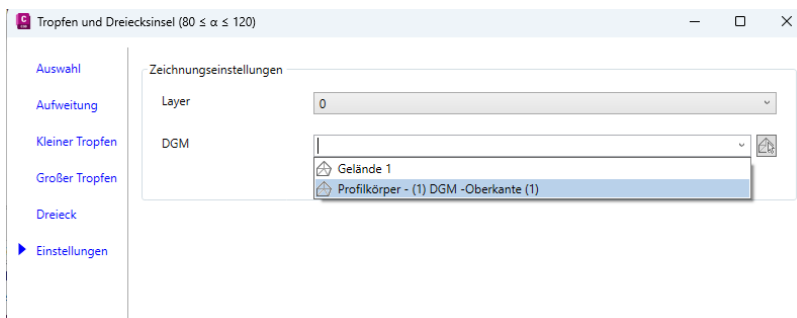 Tropfen und Dreiecksinsel (80 ≤ α ≤ 120)
Auswahl
Aufweitung
Kleiner Tropfen
Großer Tropfen
Dreieck
Einstellungen
Zeichnungseinstellungen
Layer
0
DGM
Gelände 1
Profilkörper - (1) DGM -Oberkante (1)